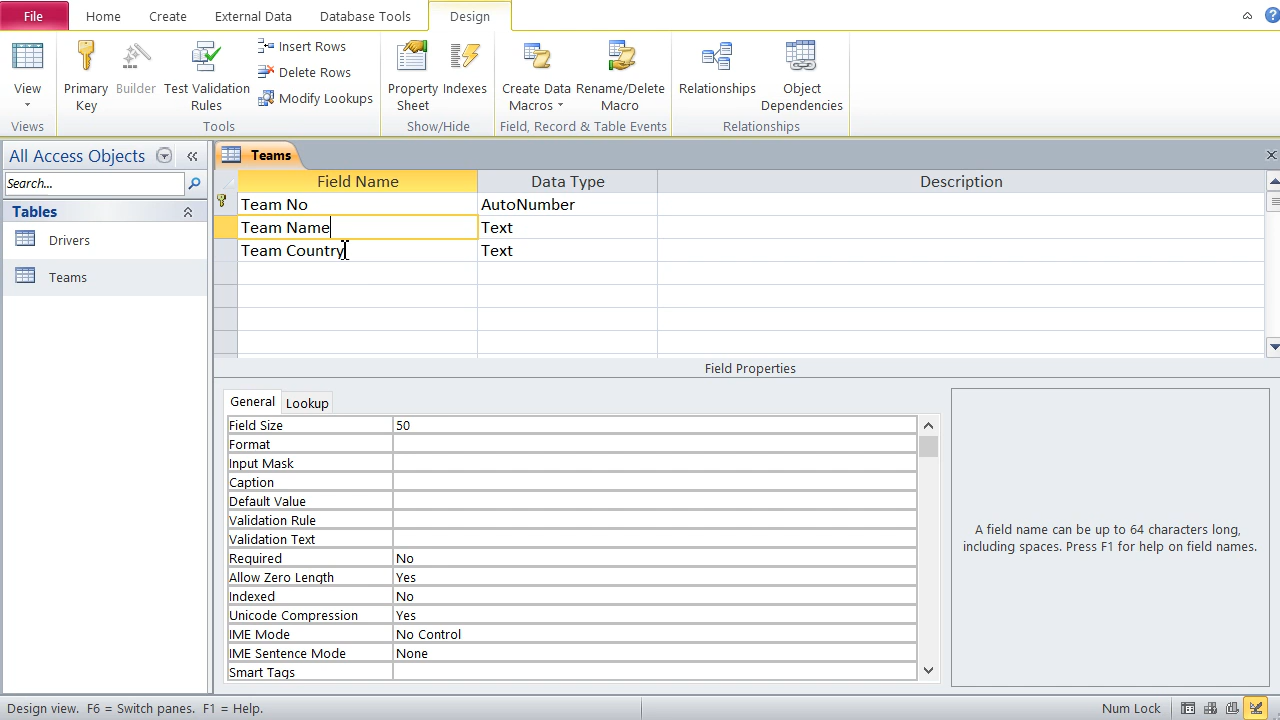 File Home Create External Data Database Tools Design
View
Primary Key
Builder
Test Validation Rules
Insert Rows
Delete Rows
Modify Lookups
Property Sheet
Indexes
Create Data Macros
Rename/Delete Macro
Relationships
Object Dependencies
Views Tools Show/Hide Field, Record & Table Events Relationships
All Access Objects
Search...
Tables
Drivers
Teams
Teams
Field Name Data Type Description
Team No AutoNumber
Team Name Text
Team Country Text
Field Properties
General Lookup
Field Size 50
Format
Input Mask
Caption
Default Value
Validation Rule
Validation Text
Required No
Allow Zero Length Yes
Indexed No
Unicode Compression Yes
IME Mode No Control
IME Sentence Mode None
Smart Tags
A field name can be up to 64 characters long,
including spaces. Press F1 for help on field names.
Design view. F6 = Switch panes. F1 = Help. Num Lock